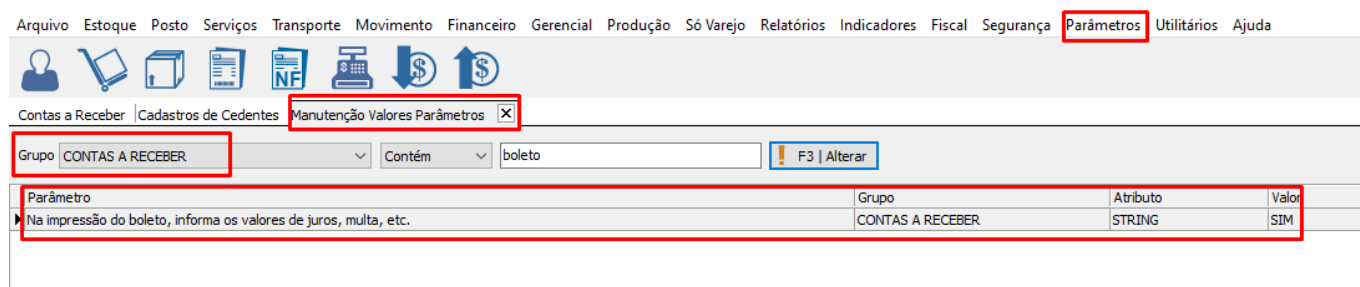 Arquivo Estoque Posto Serviços Transporte Movimento Financeiro Gerencial Produção Só Varejo Relatórios Indicadores Fiscal Segurança Parâmetros Utilitários Ajuda
NF
Contas a Receber Cadastros de Cedentes Manutenção Valores Parâmetros
Grupo CONTAS A RECEBER Contém boleto F3 | Alterar
Parâmetro Grupo Atributo Valor
Na impressão do boleto, informa os valores de juros, multa, etc. CONTAS A RECEBER STRING SIM